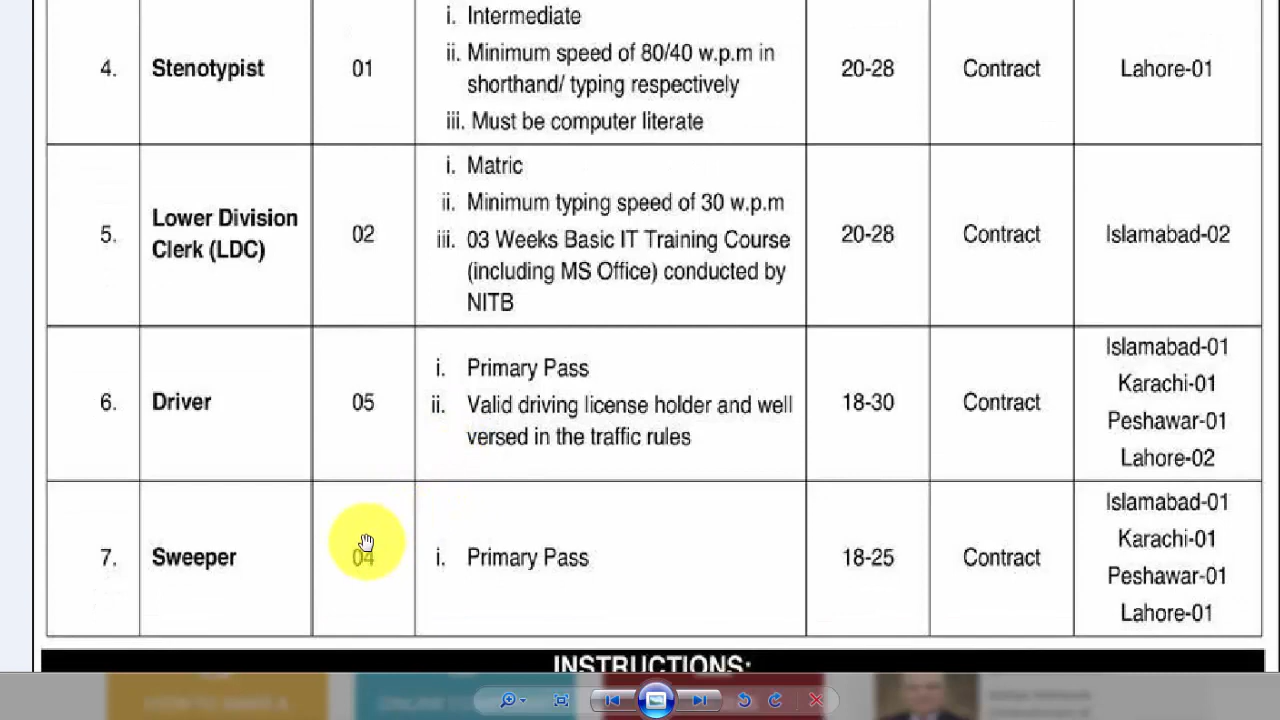 4. Stenotypist 01 i. Intermediate
ii. Minimum speed of 80/40 w.p.m in
shorthand/ typing respectively
iii. Must be computer literate
20-28 Contract Lahore-01
5. Lower Division
Clerk (LDC)
02
i. Matric
ii. Minimum typing speed of 30 w.p.m
iii. 03 Weeks Basic IT Training Course
(including MS Office) conducted by
NITB
20-28 Contract Islamabad-02
6. Driver 05
i. Primary Pass
ii. Valid driving license holder and well
versed in the traffic rules
18-30 Contract
Islamabad-01
Karachi-01
Peshawar-01
Lahore-02
7. Sweeper 04 i. Primary Pass 18-25 Contract
Islamabad-01
Karachi-01
Peshawar-01
Lahore-01
INSTRUCTIONS: